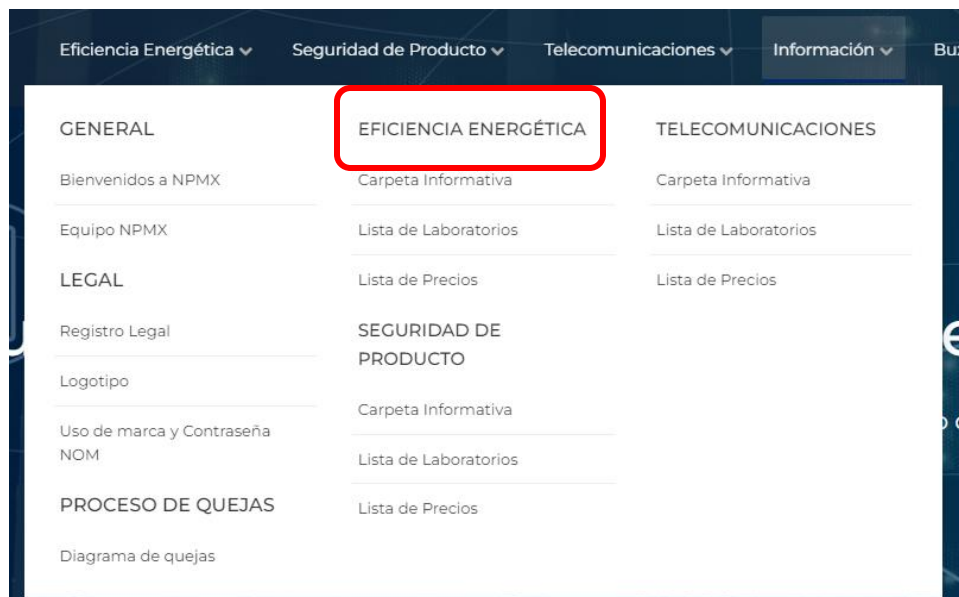 Eficiencia Energética
Seguridad de Producto
Telecomunicaciones
Información
GENERAL
Bienvenidos a NPMX
Equipo NPMX
LEGAL
Registro Legal
Logotipo
Uso de marca y Contraseña
NOM
PROCESO DE QUEJAS
Diagrama de quejas
EFICIENCIA ENERGÉTICA
Carpeta Informativa
Lista de Laboratorios
Lista de Precios
SEGURIDAD DE
PRODUCTO
Carpeta Informativa
Lista de Laboratorios
Lista de Precios
TELECOMUNICACIONES
Carpeta Informativa
Lista de Laboratorios
Lista de Precios